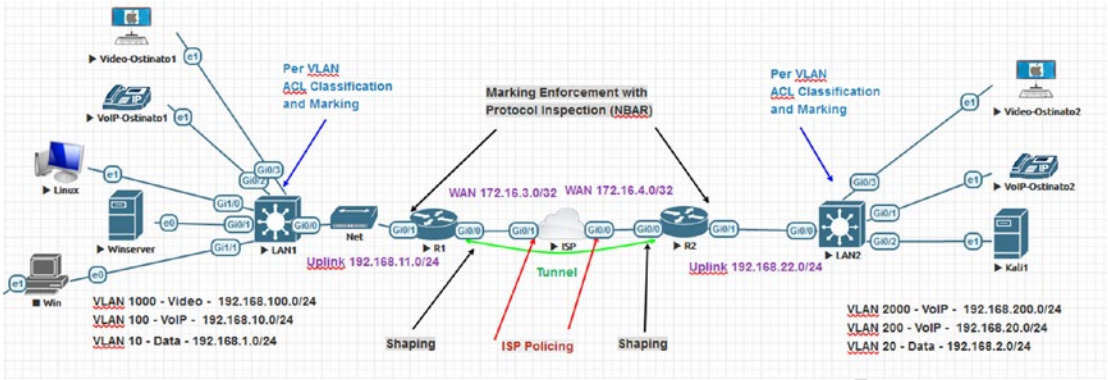 Video-Ostinato1
e1
VoIP-Ostinato1
e1
Linux
e1
Winserver
e0
Win
e1
e0
Per VLAN
ACL Classification
and Marking
Gi0/3
Gi0/2
Gi1/0
Gi0/1
Gi1/1
Gi0/0
LAN1
Net
Uplink 192.168.11.0/24
Marking Enforcement with
Protocol Inspection (NBAR)
WAN 172.16.3.0/32
WAN 172.16.4.0/32
Gi0/1
R1
Gi0/0
Gi0/1
ISP
Gi0/0
Gi0/0
R2
Gi0/1
Tunnel
Uplink 192.168.22.0/24
Shaping
ISP Policing
Shaping
Per VLAN
ACL Classification
and Marking
Gi0/0
LAN2
Gi0/3
Gi0/1
Gi0/2
e1
Video-Ostinato2
e1
VoIP-Ostinato2
e1
Kali1
VLAN 1000 - Video - 192.168.100.0/24
VLAN 100 - VoIP - 192.168.10.0/24
VLAN 10 - Data - 192.168.1.0/24
VLAN 2000 - VoIP - 192.168.200.0/24
VLAN 200 - VoIP - 192.168.20.0/24
VLAN 20 - Data - 192.168.2.0/24